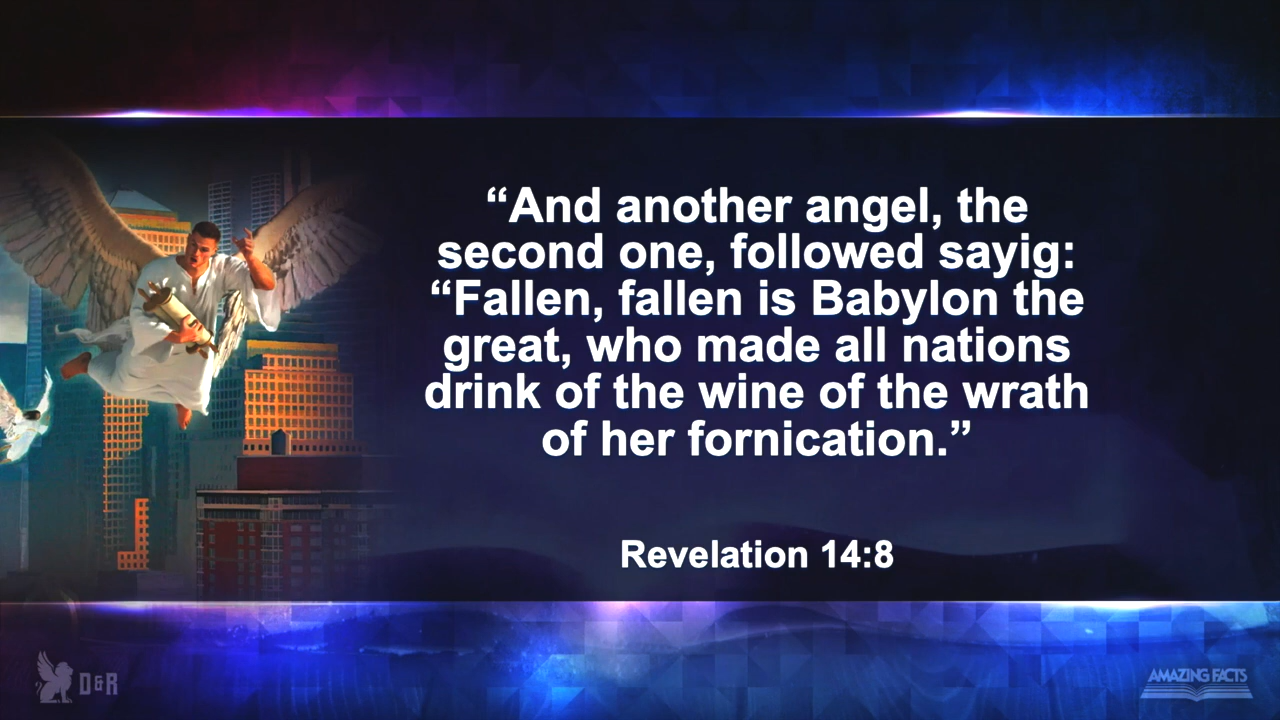 “And another angel, the
second one, followed sayig:
“Fallen, fallen is Babylon the
great, who made all nations
drink of the wine of the wrath
of her fornication.”
Revelation 14:8
D&R
AMAZING FACTS